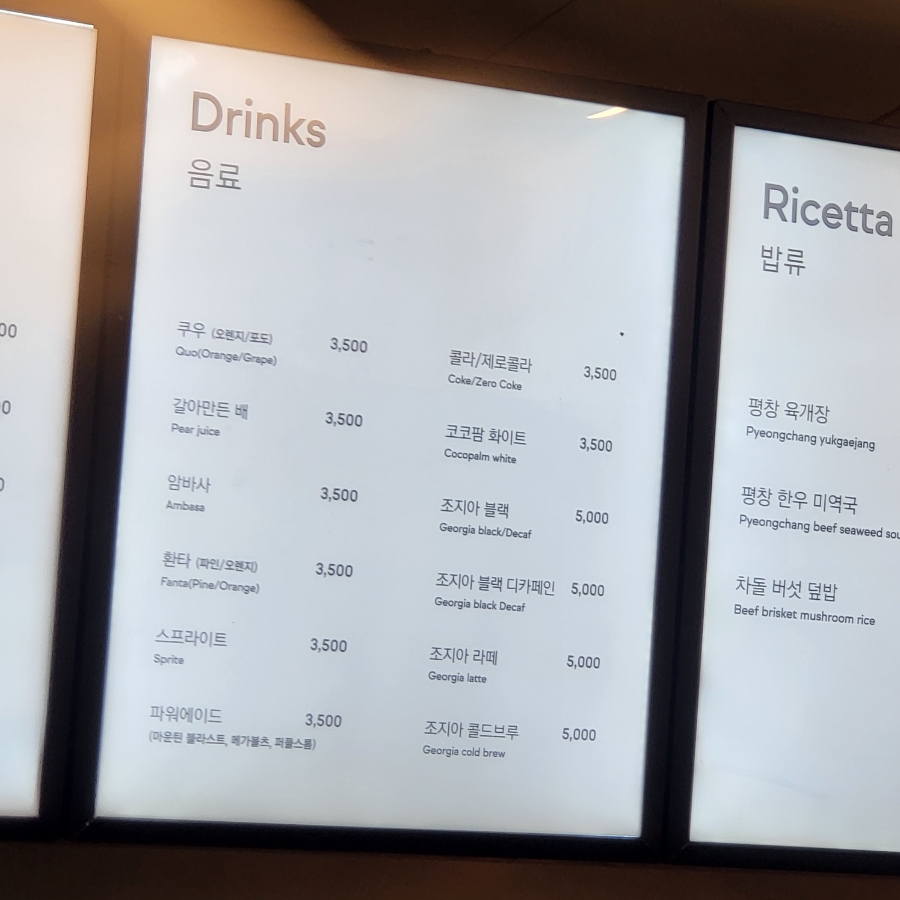 00
0
0
Drinks
음료
쿠우 (오렌지/포도) 3,500
Quo(Orange/Grape)
갈아만든 배 3,500
Pear juice
암바사 3,500
Ambasa
환타 (파인/오렌지) 3,500
Fanta(Pine/Orange)
스프라이트 3,500
Sprite
파워에이드 3,500
(마운틴 블라스트, 메가볼츠, 퍼플스톰)
콜라/제로콜라 3,500
Coke/Zero Coke
코코팜 화이트 3,500
Cocopalm white
조지아 블랙 5,000
Georgia black/Decaf
조지아 블랙 디카페인 5,000
Georgia black Decaf
조지아 라떼 5,000
Georgia latte
조지아 콜드브루 5,000
Georgia cold brew
Ricetta
밥류
평창 육개장
Pyeongchang yukgaejang
평창 한우 미역국
Pyeongchang beef seaweed sou
차돌 버섯 덮밥
Beef brisket mushroom rice